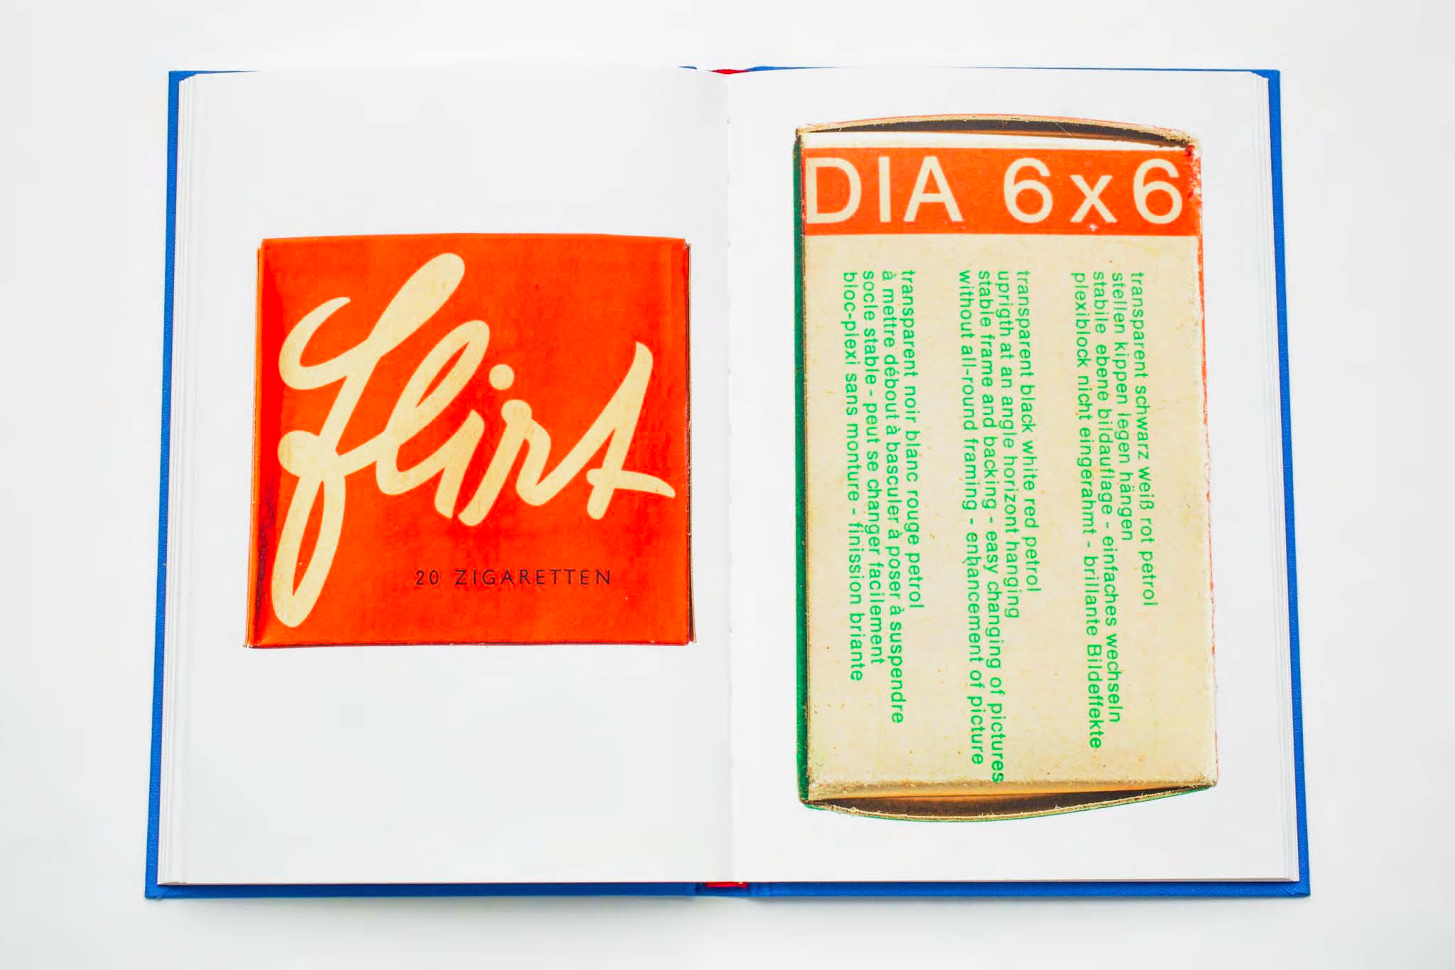 flirt
20 ZIGARETTEN
DIA 6x6
transparent schwarz weiß rot petrol
stellen kippen legen hängen
stabile ebene bildauflage - einfaches wechseln
plexiblock nicht eingerahmt - brillante Bildeffekte
transparent black white red petrol
uprigth at an angle horizont hanging
stable frame and backing - easy changing of pictures
without all-round framing - enhancement of picture
transparent noir blanc rouge petrol
à mettre débout à basculer à poser à suspendre
socle stable - peut se changer facilement
bloc-plexi sans monture - finission briante